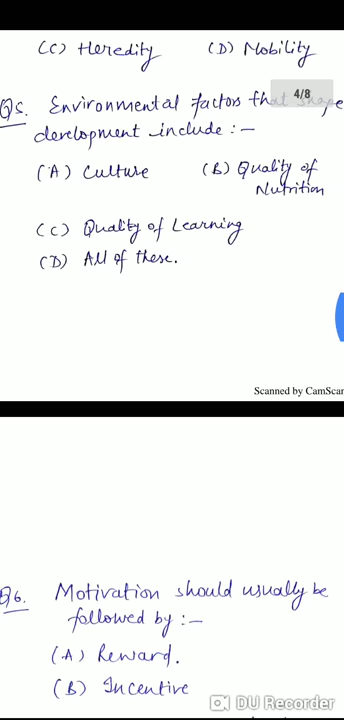 (C) Heredity (D) Mobility
4/8
Q5. Environmental factors that shape
development include :-
(A) Culture (B) Quality of
Nutrition
(C) Quality of Learning
(D) All of these.
Scanned by CamScan
Q6. Motivation should usually be
followed by :-
(A) Reward.
(B) Incentive
DU Recorder